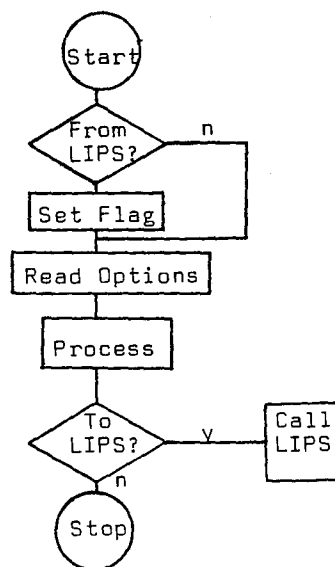 Start
From
LIPS?
n
Set Flag
Read Options
Process
To
LIPS?
y
Call
LIPS
n
Stop